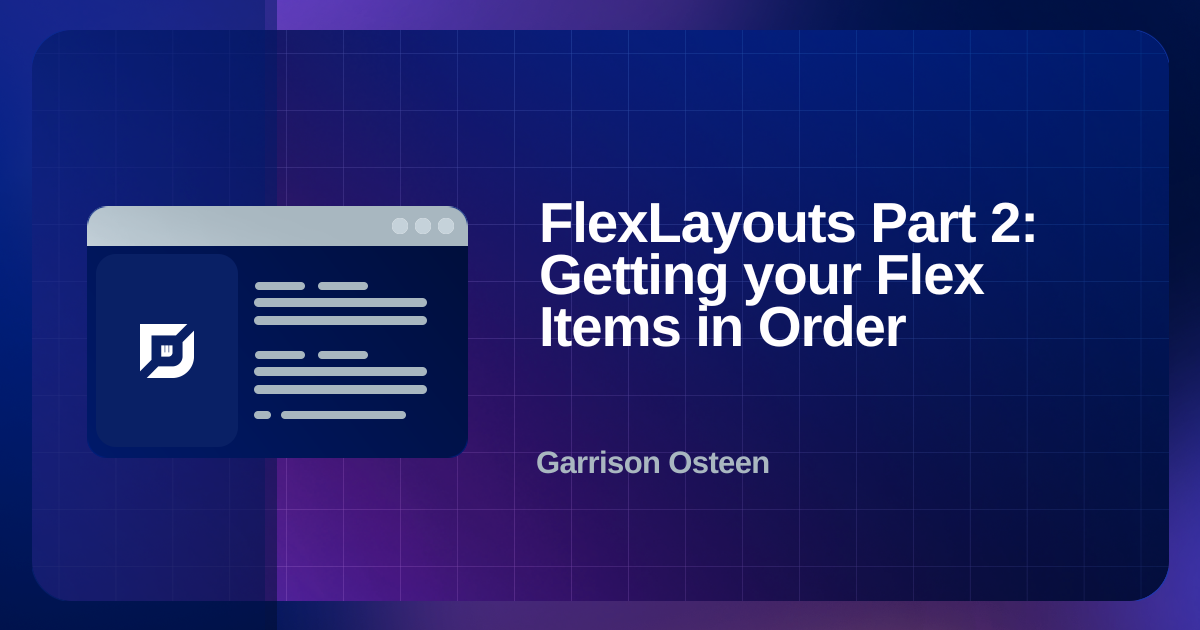 FlexLayouts Part 2:
Getting your Flex
Items in Order
Garrison Osteen